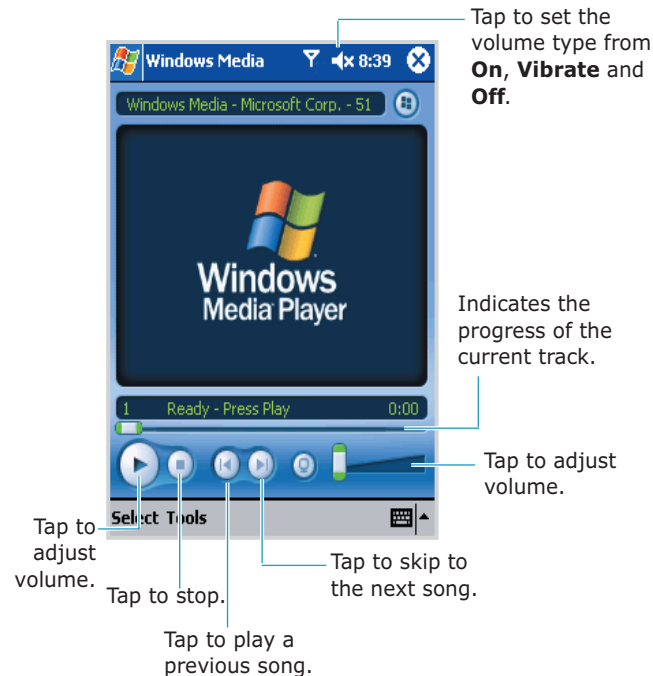 Tap to set the
volume type from
On, Vibrate and
Off.
Windows Media 8:39
Windows Media - Microsoft Corp. - 51
Windows
Media Player
Indicates the
progress of the
current track.
1 Ready - Press Play 0:00
Tap to adjust
volume.
Select Tools
Tap to
adjust
volume.
Tap to stop.
Tap to skip to
the next song.
Tap to play a
previous song.